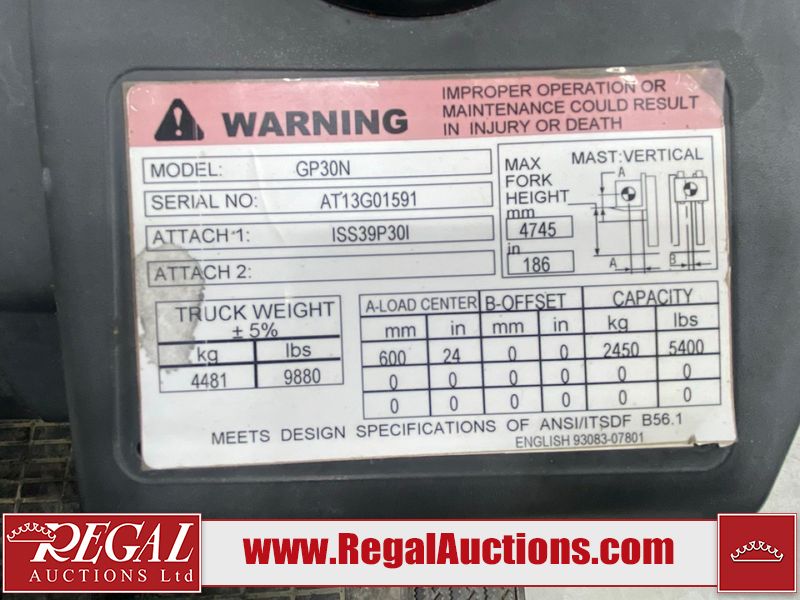 WARNING
IMPROPER OPERATION OR
MAINTENANCE COULD RESULT
IN INJURY OR DEATH
MODEL: GP30N
SERIAL NO: AT13G01591
ATTACH 1: ISS39P30I
ATTACH 2:
MAX
FORK
HEIGHT
mm
4745
in
186
MAST:VERTICAL
A
A
B
TRUCK WEIGHT
± 5%
kg lbs
4481 9880
A-LOAD CENTER B-OFFSET CAPACITY
mm in mm in kg lbs
600 24 0 0 2450 5400
0 0 0 0 0 0
0 0 0 0 0 0
MEETS DESIGN SPECIFICATIONS OF ANSI/ITSDF B56.1
ENGLISH 93083-07801
REGAL
AUCTIONS Ltd
www.RegalAuctions.com